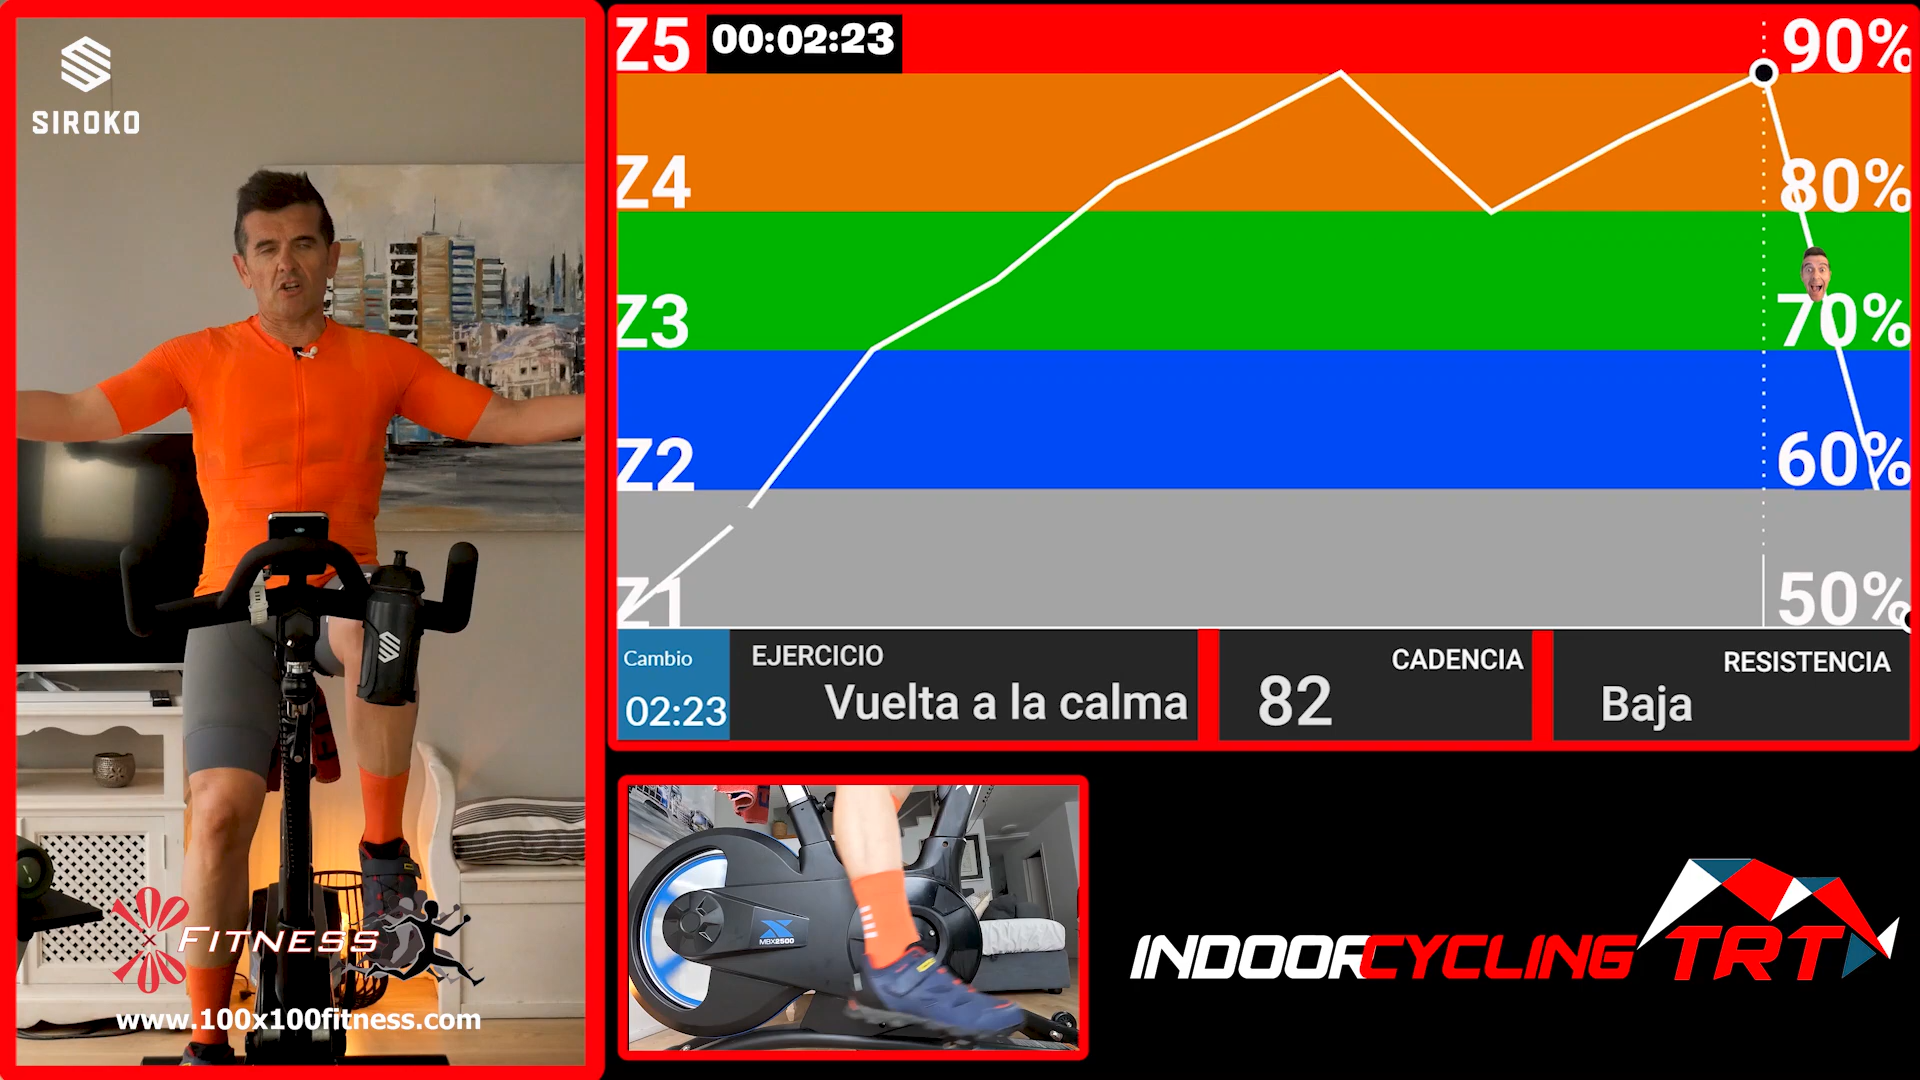 SIROKO
FITNESS
www.100x100fitness.com
Z5
00:02:23
90%
Z4
80%
Z3
70%
Z2
60%
Z1
50%
Cambio
02:23
EJERCICIO
Vuelta a la calma
CADENCIA
82
RESISTENCIA
Baja
MBX2500
INDOORCYCLING TRT